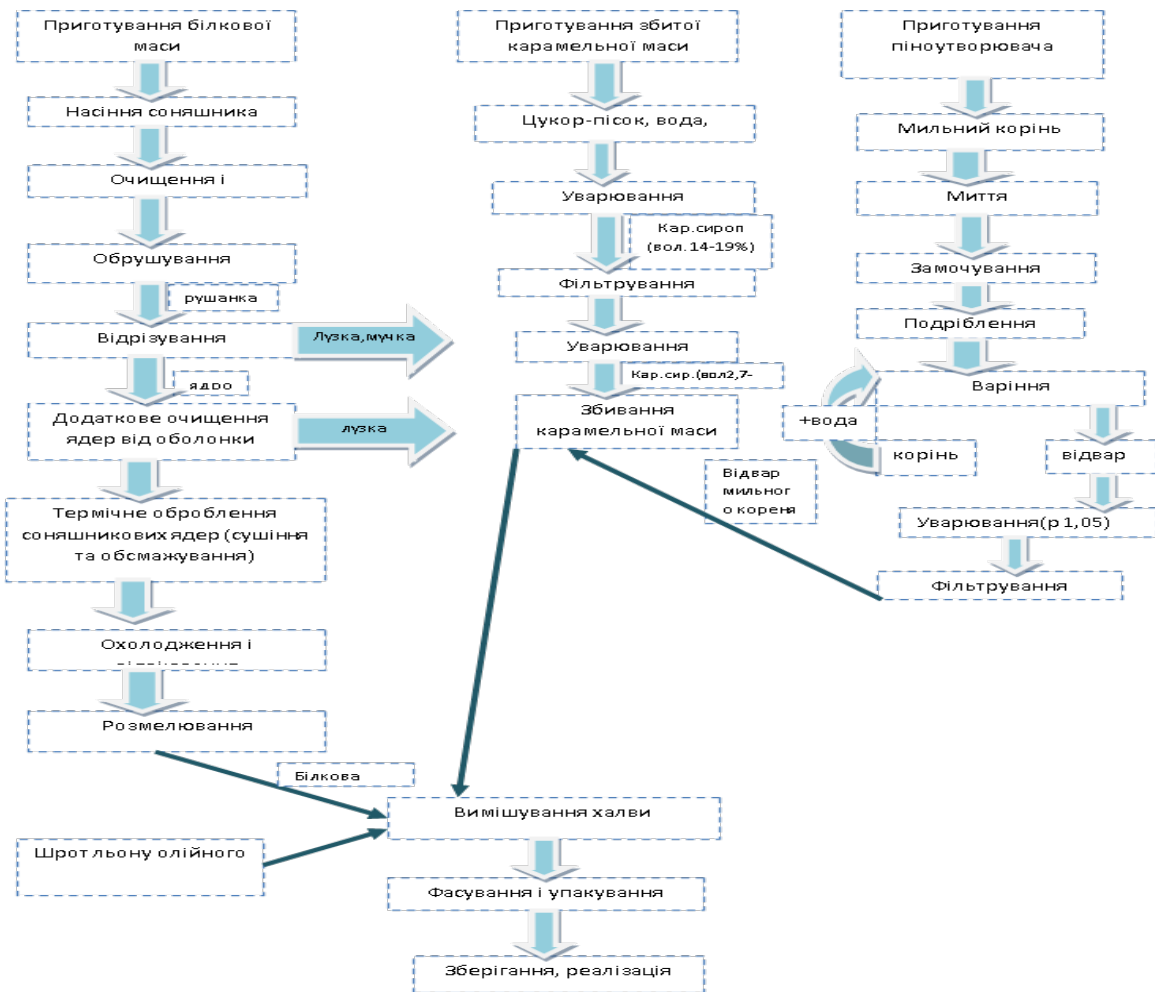 Приготування білкової
маси
Насіння соняшника
Очищення і
Обрушування
рушанка
Відрізування
Лузка,мучка
ядро
Додаткове очищення
ядер від оболонки
лузка
Термічне оброблення
соняшникових ядер (сушіння
та обсмажування)
Охолодження і
Розмелювання
Білкова
Шрот льону олійного
Приготування збитої
карамельної маси
Цукор-пісок, вода,
Уварювання
Кар.сироп
(вол.14-19%)
Фільтрування
Уварювання
Кар.сир.(вол2,7-
Збивання
карамельної маси
Приготування
піноутворювача
Мильний корінь
Миття
Замочування
Подріблення
Варіння
+вода
корінь
відвар
Уварювання(р 1,05)
Фільтрування
Відвар
мильног
о кореня
Вимішування халви
Фасування і упакування
Зберігання, реалізація